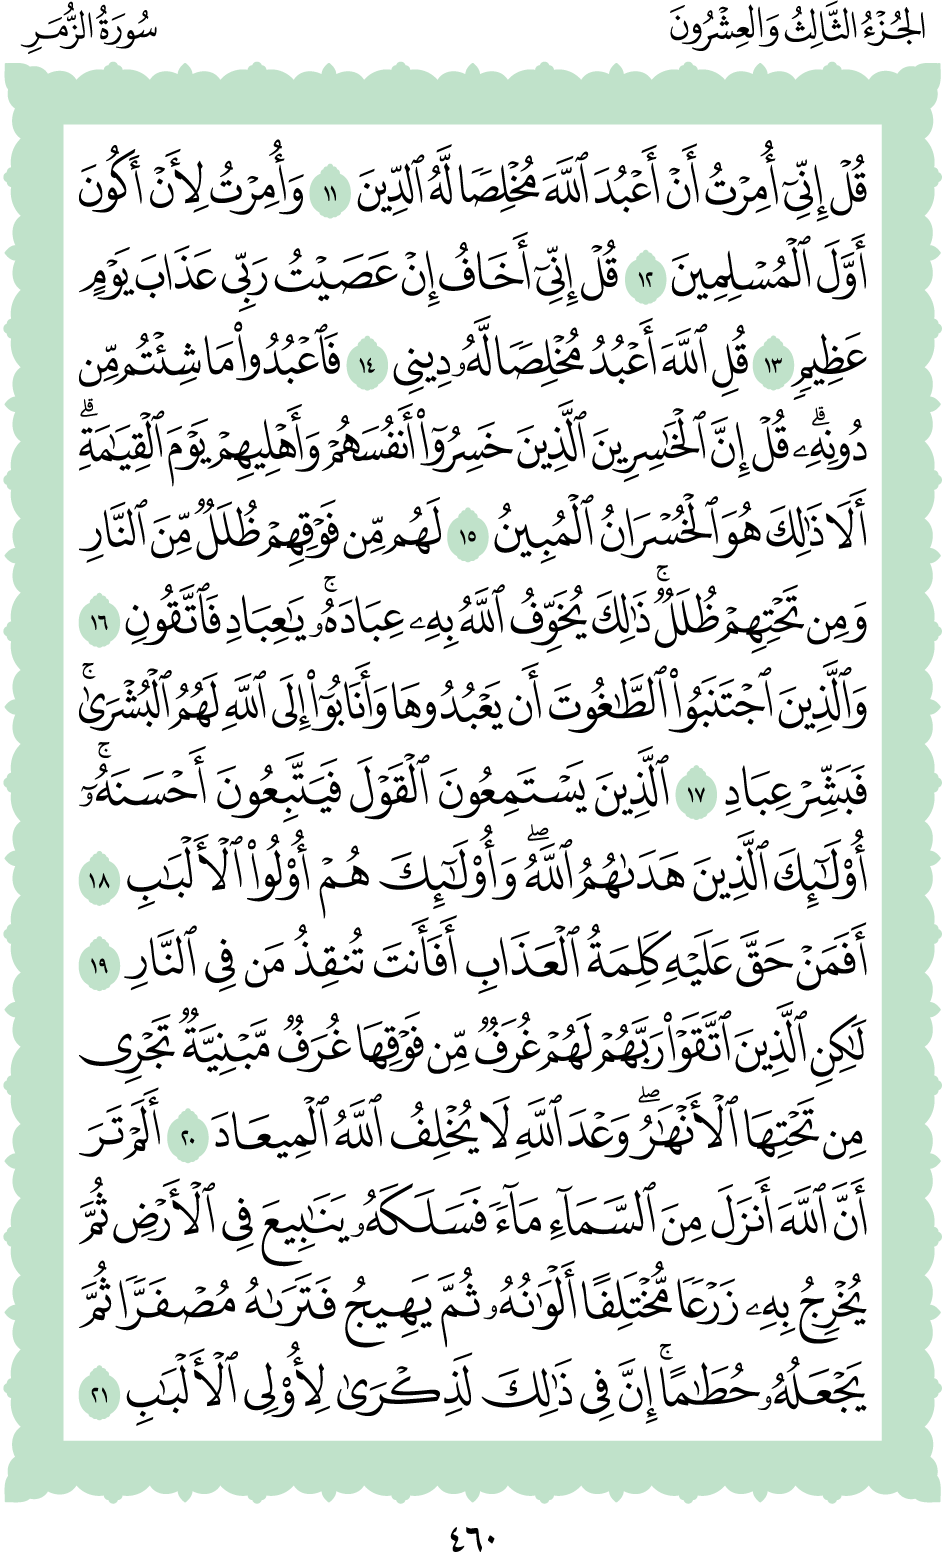 الجُزْءُ الثَّالِثُ وَالعِشْرُونَ
سُورَةُ الزُّمَرِ
قُلۡ إِنِّيٓ أُمِرۡتُ أَنۡ أَعۡبُدَ ٱللَّهَ مُخۡلِصٗا لَّهُ ٱلدِّينَ ١١ وَأُمِرۡتُ لِأَنۡ أَكُونَ
أَوَّلَ ٱلۡمُسۡلِمِينَ ١٢ قُلۡ إِنِّيٓ أَخَافُ إِنۡ عَصَيۡتُ رَبِّي عَذَابَ يَوۡمٍ
عَظِيمٖ ١٣ قُلِ ٱللَّهَ أَعۡبُدُ مُخۡلِصٗا لَّهُۥ دِينِي ١٤ فَٱعۡبُدُواْ مَا شِئۡتُم مِّن
دُونِهِۦۗ قُلۡ إِنَّ ٱلۡخَٰسِرِينَ ٱلَّذِينَ خَسِرُوٓاْ أَنفُسَهُمۡ وَأَهۡلِيهِمۡ يَوۡمَ ٱلۡقِيَٰمَةِۗ
أَلَا ذَٰلِكَ هُوَ ٱلۡخُسۡرَانُ ٱلۡمُبِينُ ١٥ لَهُم مِّن فَوۡقِهِمۡ ظُلَلٞ مِّنَ ٱلنَّارِ
وَمِن تَحۡتِهِمۡ ظُلَلٞۚ ذَٰلِكَ يُخَوِّفُ ٱللَّهُ بِهِۦ عِبَادَهُۥۚ يَٰعِبَادِ فَٱتَّقُونِ ١٦
وَٱلَّذِينَ ٱجۡتَنَبُواْ ٱلطَّٰغُوتَ أَن يَعۡبُدُوهَا وَأَنَابُوٓاْ إِلَى ٱللَّهِ لَهُمُ ٱلۡبُشۡرَىٰۚ
فَبَشِّرۡ عِبَادِ ١٧ ٱلَّذِينَ يَسۡتَمِعُونَ ٱلۡقَوۡلَ فَيَتَّبِعُونَ أَحۡسَنَهُۥٓۚ
أُوْلَٰٓئِكَ ٱلَّذِينَ هَدَىٰهُمُ ٱللَّهُۖ وَأُوْلَٰٓئِكَ هُمۡ أُوْلُواْ ٱلۡأَلۡبَٰبِ ١٨
أَفَمَنۡ حَقَّ عَلَيۡهِ كَلِمَةُ ٱلۡعَذَابِ أَفَأَنتَ تُنقِذُ مَن فِي ٱلنَّارِ ١٩
لَٰكِنِ ٱلَّذِينَ ٱتَّقَوۡاْ رَبَّهُمۡ لَهُمۡ غُرَفٞ مِّن فَوۡقِهَا غُرَفٞ مَّبۡنِيَّةٞ تَجۡرِي
مِن تَحۡتِهَا ٱلۡأَنۡهَٰرُۖ وَعۡدَ ٱللَّهِ لَا يُخۡلِفُ ٱللَّهُ ٱلۡمِيعَادَ ٢٠ أَلَمۡ تَرَ
أَنَّ ٱللَّهَ أَنزَلَ مِنَ ٱلسَّمَآءِ مَآءٗ فَسَلَكَهُۥ يَنَٰبِيعَ فِي ٱلۡأَرۡضِ ثُمَّ
يُخۡرِجُ بِهِۦ زَرۡعٗا مُّخۡتَلِفًا أَلۡوَٰنُهُۥ ثُمَّ يَهِيجُ فَتَرَىٰهُ مُصۡفَرّٗا ثُمَّ
يَجۡعَلُهُۥ حُطَٰمًاۚ إِنَّ فِي ذَٰلِكَ لَذِكۡرَىٰ لِأُوْلِي ٱلۡأَلۡبَٰبِ ٢١
٤٦٠